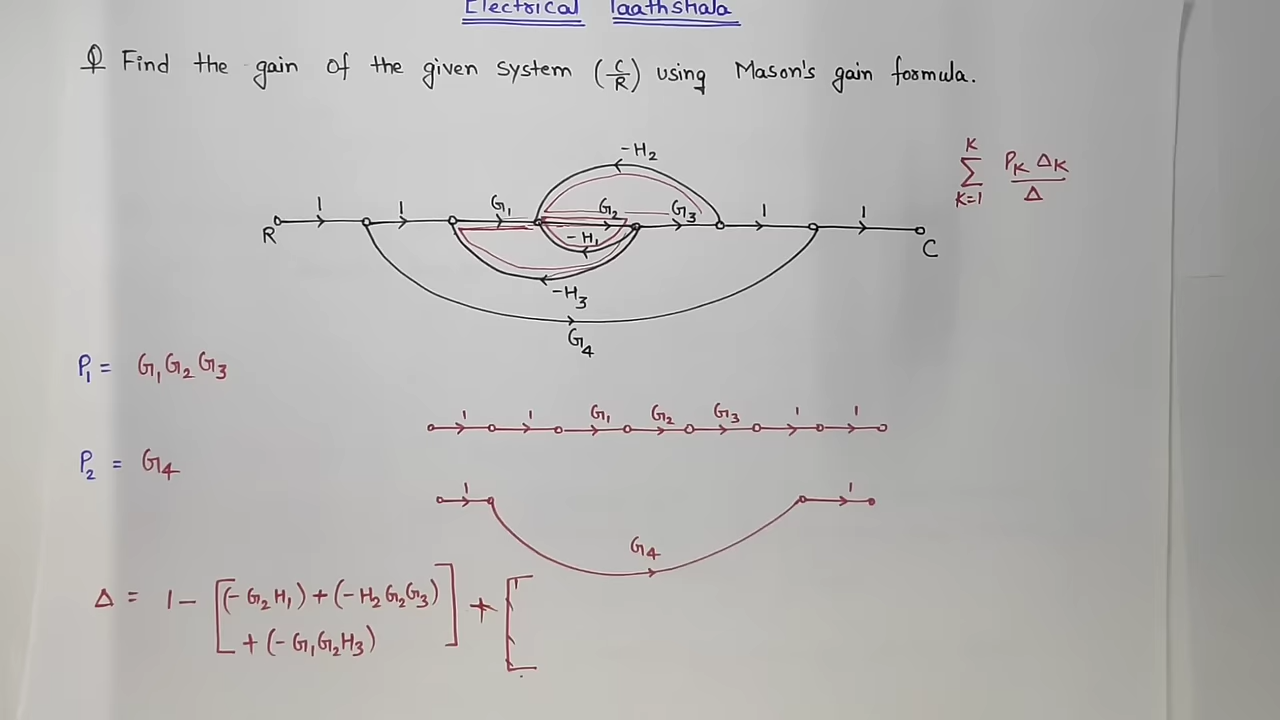 Electrical Paathshala
Q Find the gain of the given system (C/R) using Mason's gain formula.
K
Σ P_K Δ_K / Δ
K=1
-H₂
1 1 G₁ G₂ G₃ 1 1
R
-H₁
C
-H₃
G₄
P₁ = G₁G₂G₃
1 1 G₁ G₂ G₃ 1 1
P₂ = G₄
1 1
G₄
Δ = 1 - [(-G₂H₁) + (-H₂G₂G₃)
+ (-G₁G₂H₃)] + [